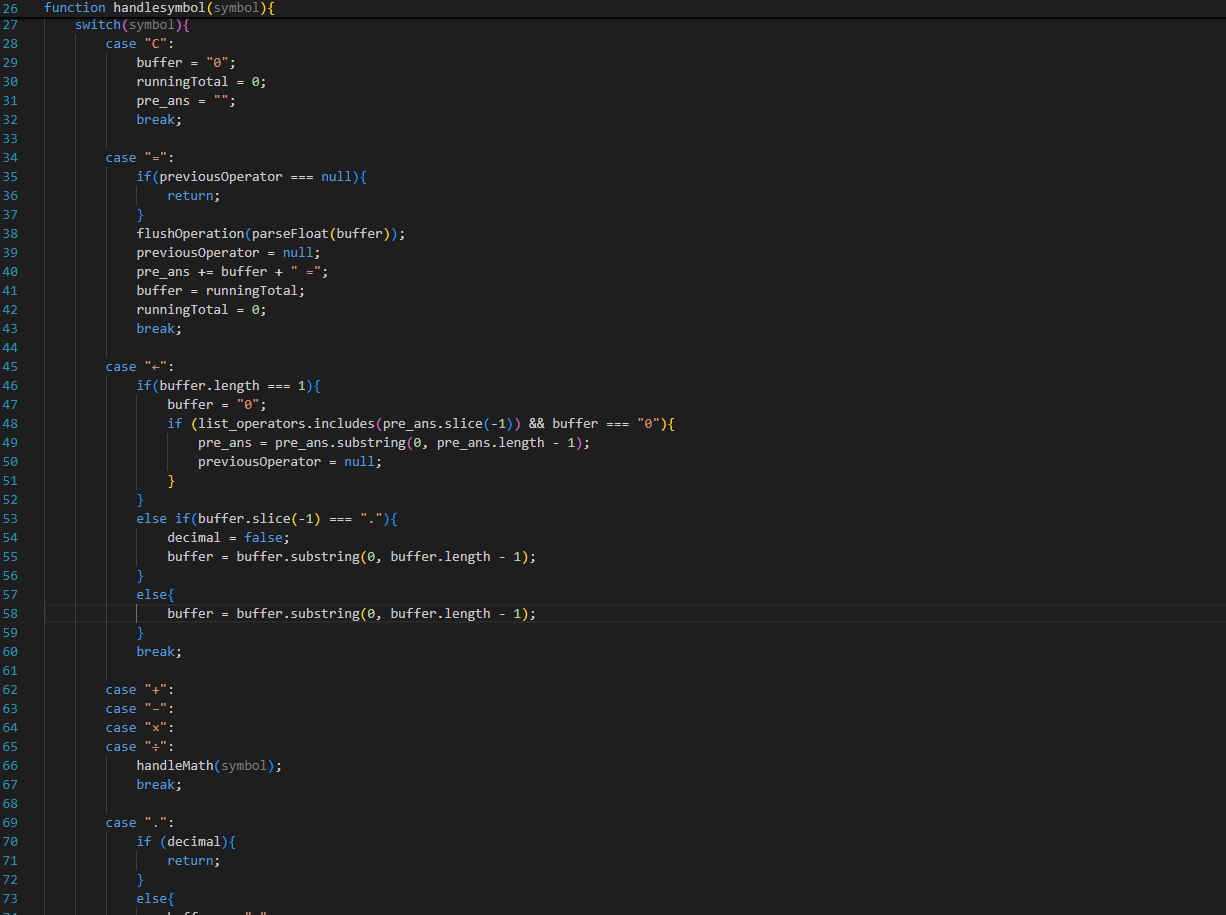 26 function handlesymbol(symbol){
27 switch(symbol){
28 case "C":
29 buffer = "0";
30 runningTotal = 0;
31 pre_ans = "";
32 break;
33
34 case "=":
35 if(previousOperator === null){
36 return;
37 }
38 flushOperation(parseFloat(buffer));
39 previousOperator = null;
40 pre_ans += buffer + " =";
41 buffer = runningTotal;
42 runningTotal = 0;
43 break;
44
45 case "←":
46 if(buffer.length === 1){
47 buffer = "0";
48 if (list_operators.includes(pre_ans.slice(-1)) && buffer === "0"){
49 pre_ans = pre_ans.substring(0, pre_ans.length - 1);
50 previousOperator = null;
51 }
52 }
53 else if(buffer.slice(-1) === "."){
54 decimal = false;
55 buffer = buffer.substring(0, buffer.length - 1);
56 }
57 else{
58 buffer = buffer.substring(0, buffer.length - 1);
59 }
60 break;
61
62 case "+":
63 case "−":
64 case "×":
65 case "÷":
66 handleMath(symbol);
67 break;
68
69 case ".":
70 if (decimal){
71 return;
72 }
73 else{